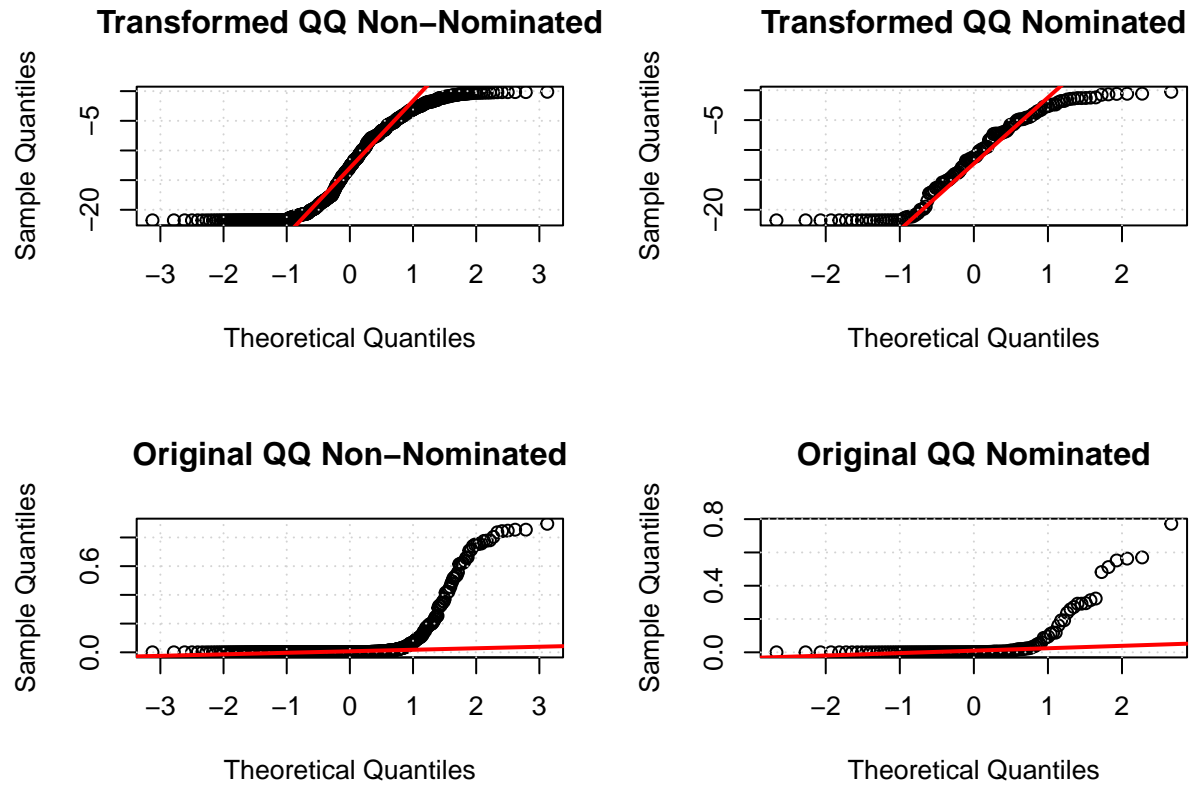 Transformed QQ Non−Nominated
Sample Quantiles
−5
−20
−3 −2 −1 0 1 2 3
Theoretical Quantiles
Transformed QQ Nominated
Sample Quantiles
−5
−20
−2 −1 0 1 2
Theoretical Quantiles
Original QQ Non−Nominated
Sample Quantiles
0.6
0.0
−3 −2 −1 0 1 2 3
Theoretical Quantiles
Original QQ Nominated
Sample Quantiles
0.8
0.4
0.0
−2 −1 0 1 2
Theoretical Quantiles